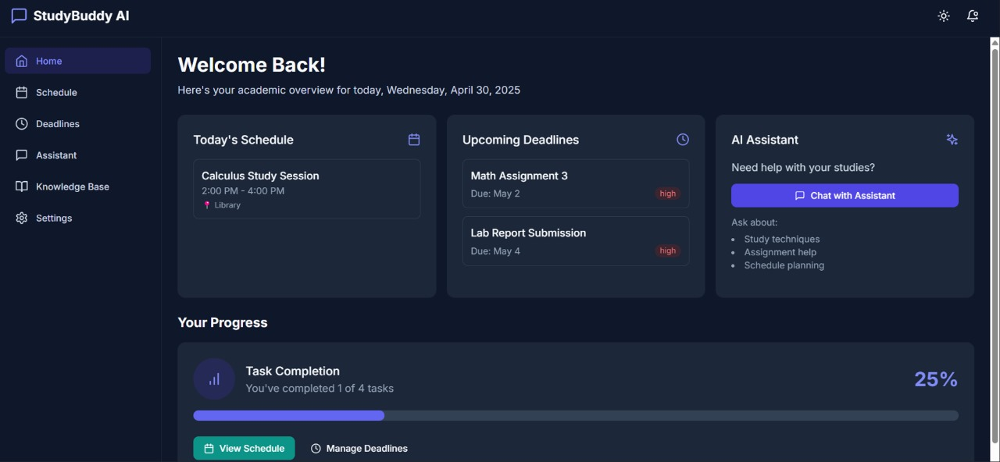 StudyBuddy AI
Home
Schedule
Deadlines
Assistant
Knowledge Base
Settings
Welcome Back!
Here's your academic overview for today, Wednesday, April 30, 2025
Today's Schedule
Calculus Study Session
2:00 PM - 4:00 PM
Library
Upcoming Deadlines
Math Assignment 3
Due: May 2
high
Lab Report Submission
Due: May 4
high
AI Assistant
Need help with your studies?
Chat with Assistant
Ask about:
Study techniques
Assignment help
Schedule planning
Your Progress
Task Completion
You've completed 1 of 4 tasks
25%
View Schedule
Manage Deadlines